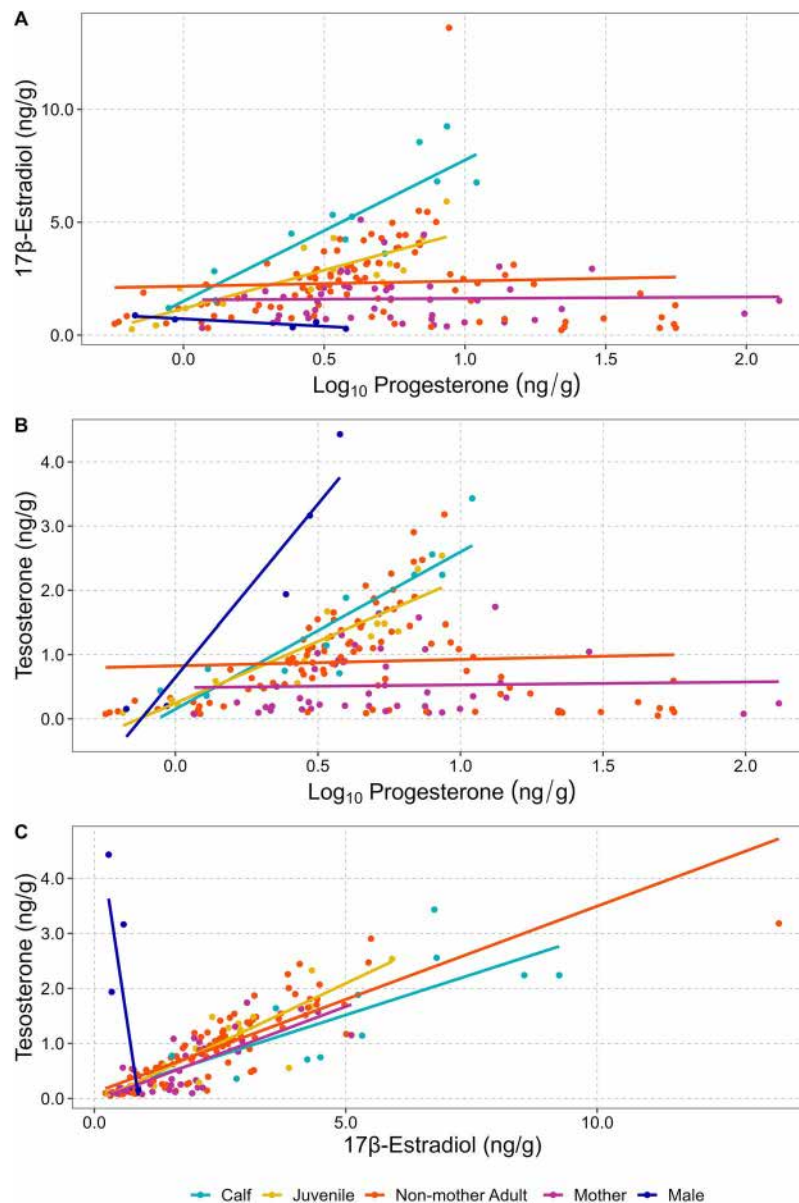 A
17β-Estradiol (ng/g)
10.0
5.0
0.0
0.0 0.5 1.0 1.5 2.0
Log₁₀ Progesterone (ng/g)
B
Tesosterone (ng/g)
4.0
3.0
2.0
1.0
0.0
0.0 0.5 1.0 1.5 2.0
Log₁₀ Progesterone (ng/g)
C
Tesosterone (ng/g)
4.0
3.0
2.0
1.0
0.0
0.0 5.0 10.0
17β-Estradiol (ng/g)
Calf Juvenile Non-mother Adult Mother Male